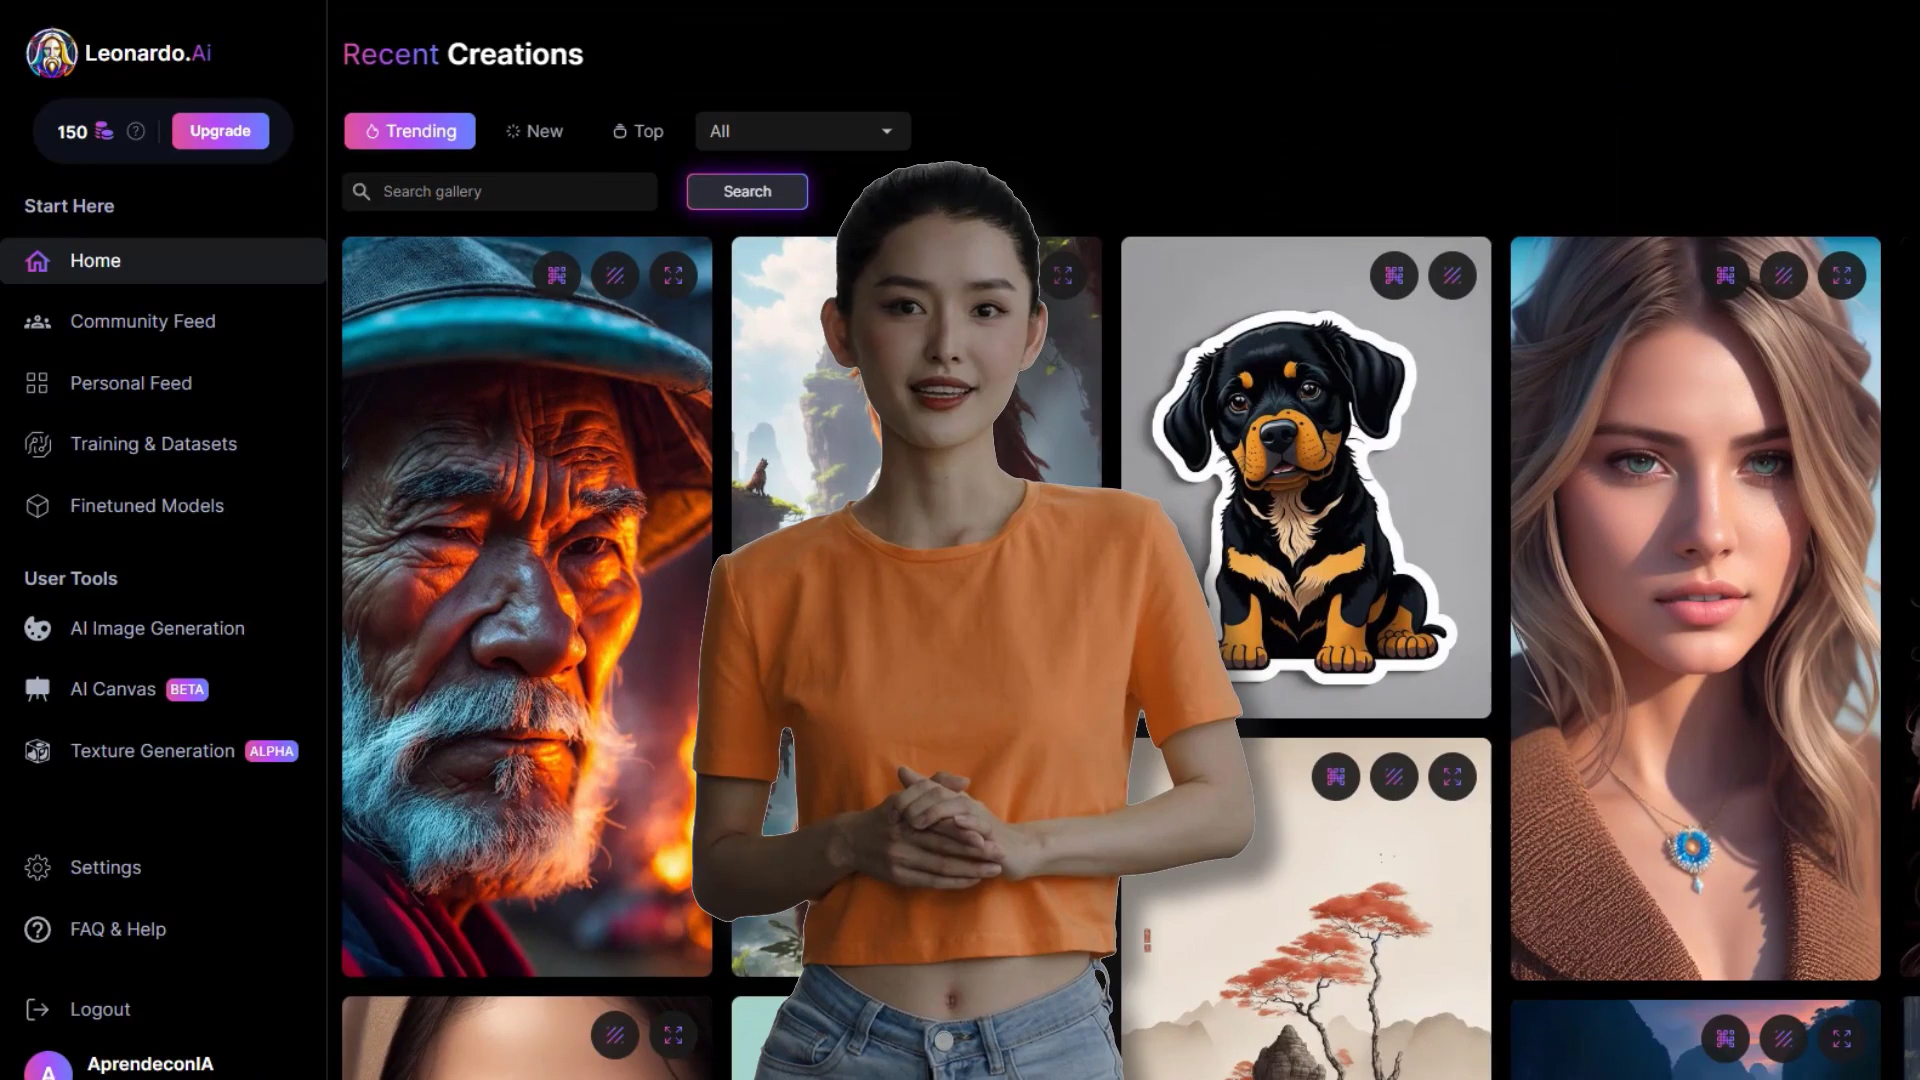 Leonardo.Ai
150
Upgrade
Start Here
Home
Community Feed
Personal Feed
Training & Datasets
Finetuned Models
User Tools
AI Image Generation
AI Canvas BETA
Texture Generation ALPHA
Settings
FAQ & Help
Logout
A AprendeconIA
Recent Creations
Trending New Top All
Search gallery Search